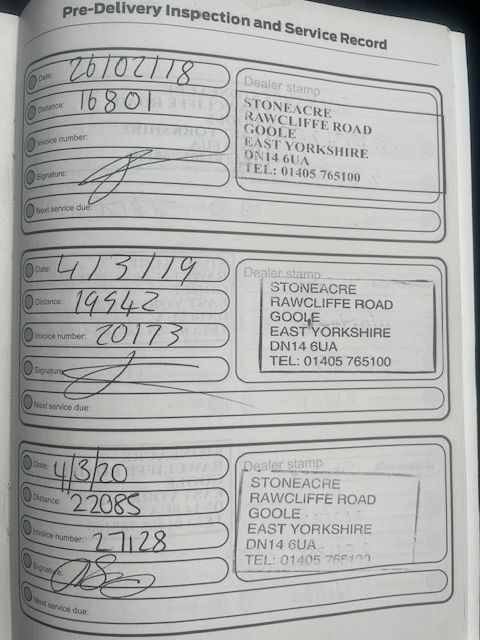 Pre-Delivery Inspection and Service Record
Date: 26/02/18
Distance: 16801
Invoice number:
Signature:
Next service due:
Dealer stamp
STONEACRE
RAWCLIFFE ROAD
GOOLE
EAST YORKSHIRE
DN14 6UA
TEL: 01405 765100
Date: 4/3/19
Distance: 19942
Invoice number: 20173
Signature:
Next service due:
Dealer stamp
STONEACRE
RAWCLIFFE ROAD
GOOLE
EAST YORKSHIRE
DN14 6UA
TEL: 01405 765100
Date: 4/3/20
Distance: 22085
Invoice number: 27128
Signature:
Next service due:
Dealer stamp
STONEACRE
RAWCLIFFE ROAD
GOOLE
EAST YORKSHIRE
DN14 6UA
TEL: 01405 765100